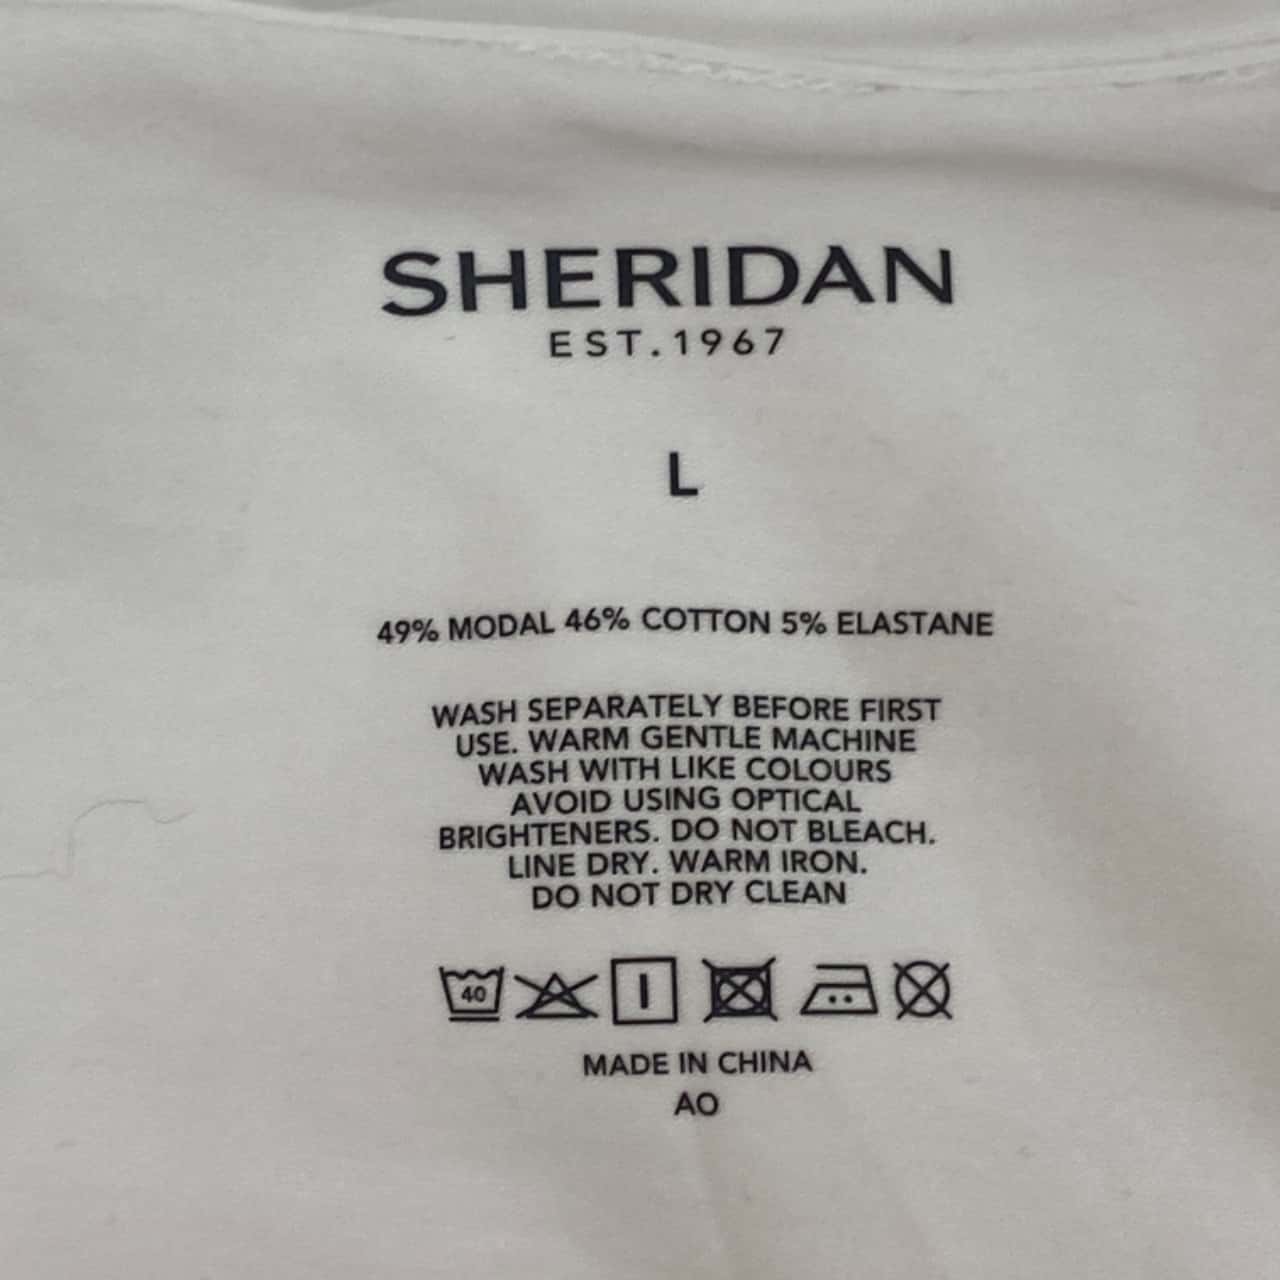 SHERIDAN
EST.1967
L
49% MODAL 46% COTTON 5% ELASTANE
WASH SEPARATELY BEFORE FIRST
USE. WARM GENTLE MACHINE
WASH WITH LIKE COLOURS
AVOID USING OPTICAL
BRIGHTENERS. DO NOT BLEACH.
LINE DRY. WARM IRON.
DO NOT DRY CLEAN
40
MADE IN CHINA
AO